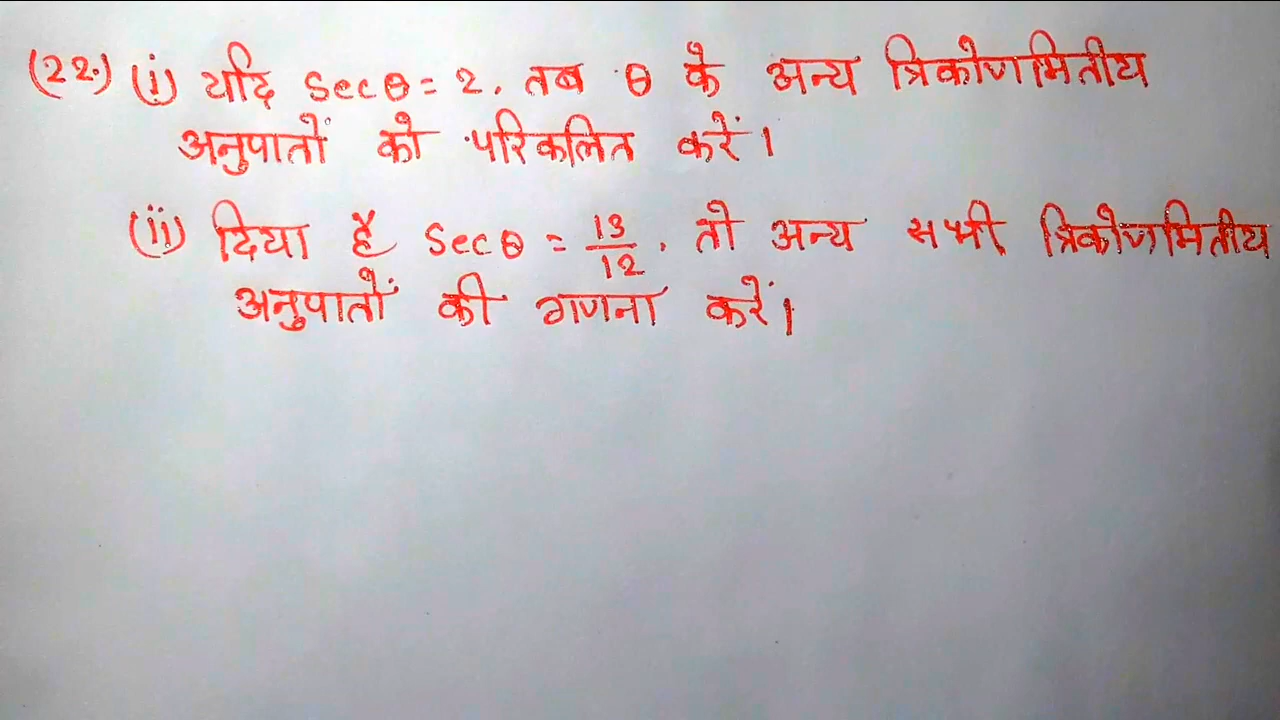 (22.) (i) यदि secθ = 2, तब θ के अन्य त्रिकोणमितीय
अनुपातों को परिकलित करें।
(ii) दिया है secθ = 13/12, तो अन्य सभी त्रिकोणमितीय
अनुपातों की गणना करें।